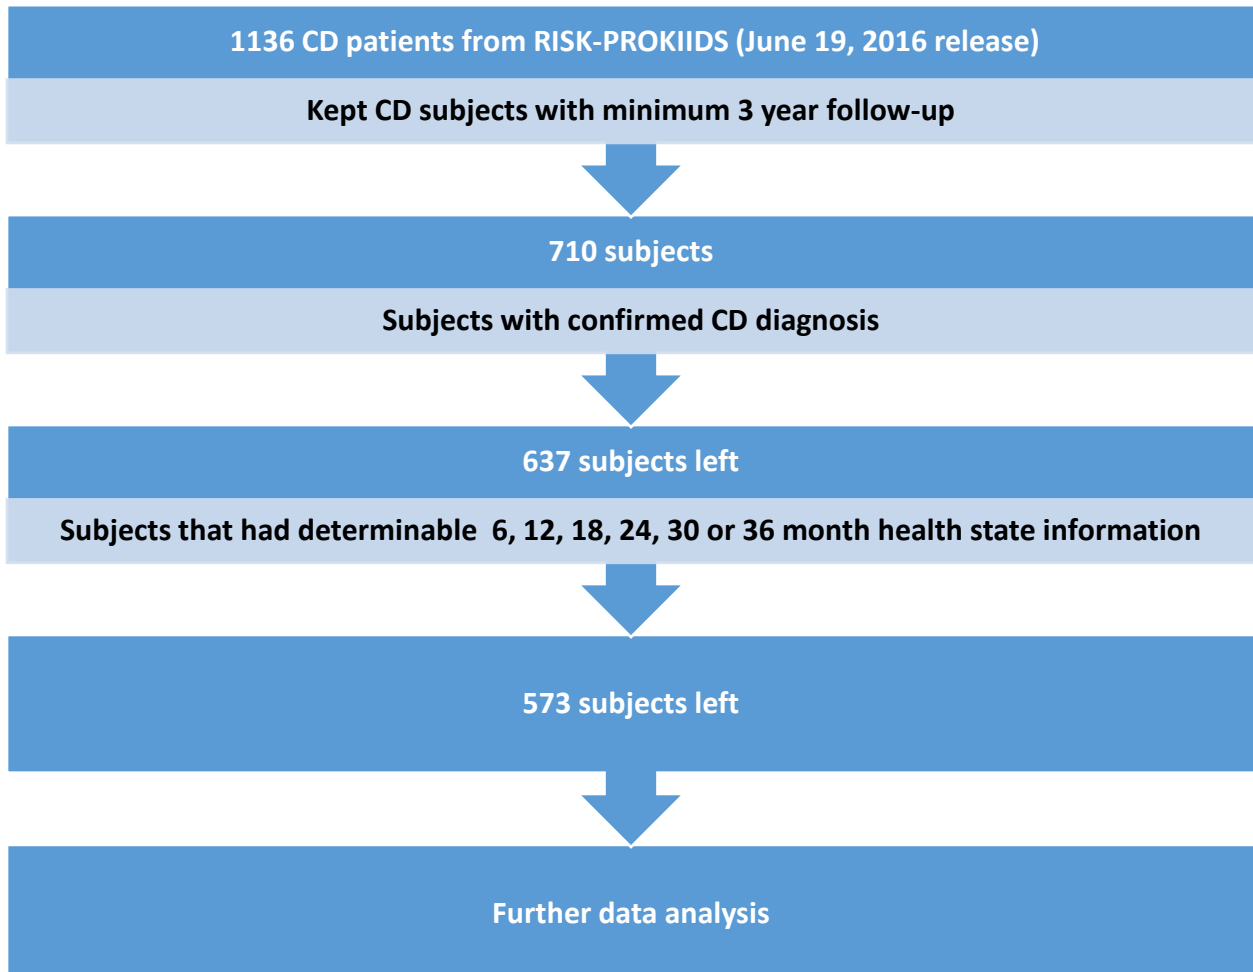 1136 CD patients from RISK-PROKIIDS (June 19, 2016 release)
Kept CD subjects with minimum 3 year follow-up
710 subjects
Subjects with confirmed CD diagnosis
637 subjects left
Subjects that had determinable  6, 12, 18, 24, 30 or 36 month health state information
573 subjects left
Further data analysis